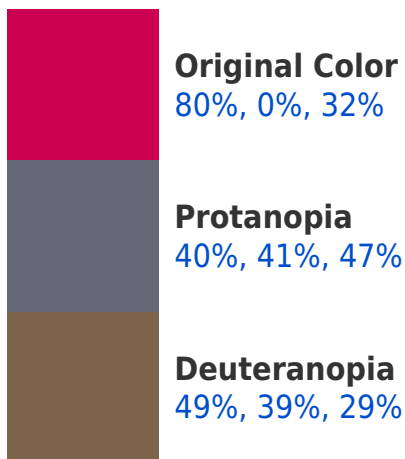 Original Color
80%, 0%, 32%
Protanopia
40%, 41%, 47%
Deuteranopia
49%, 39%, 29%